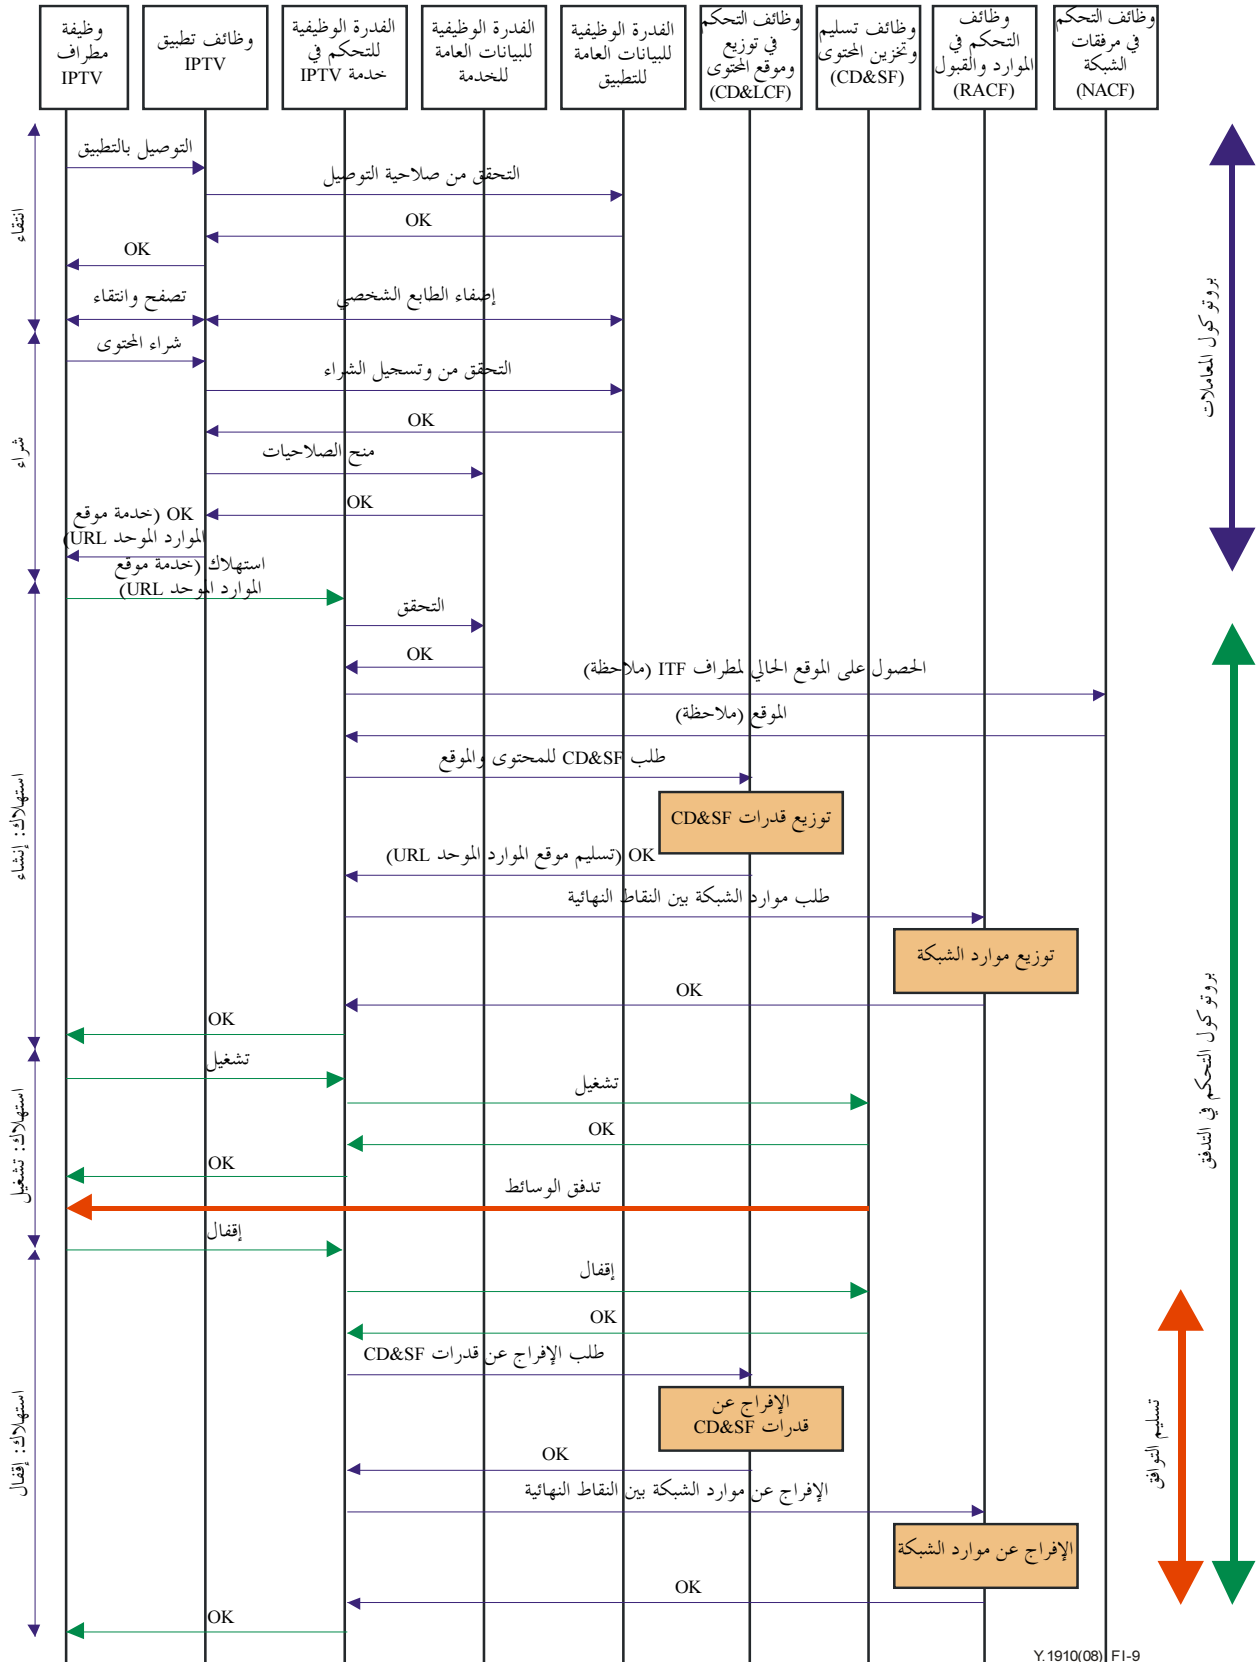 وظيفة
مطراف
IPTV
وظائف تطبيق
IPTV
القدرة الوظيفية
للتحكم في
خدمة IPTV
القدرة الوظيفية
للبيانات العامة
للخدمة
القدرة الوظيفية
للبيانات العامة
للتطبيق
وظائف التحكم
في توزيع
وموقع المحتوى
(CD&LCF)
وظائف تسليم
وتخزين المحتوى
(CD&SF)
وظائف
التحكم في
الموارد والقبول
(RACF)
وظائف التحكم
في مرفقات
الشبكة
(NACF)
انتقاء
التوصيل بالتطبيق
التحقق من صلاحية التوصيل
OK
OK
تصفح وانتقاء
إضفاء الطابع الشخصي
بروتوكول المعاملات
شراء
شراء المحتوى
التحقق من وتسجيل الشراء
OK
منح الصلاحيات
OK
OK (خدمة موقع
الموارد الموحد URL)
استهلاك (خدمة موقع
الموارد الموحد URL)
استهلاك: إنشاء
التحقق
OK
الحصول على الموقع الحالي لمطراف ITF (ملاحظة)
الموقع (ملاحظة)
طلب CD&SF للمحتوى والموقع
توزيع قدرات CD&SF
OK (تسليم موقع الموارد الموحد URL)
طلب موارد الشبكة بين النقاط النهائية
توزيع موارد الشبكة
OK
OK
بروتوكول التحكم في التدفق
استهلاك: تشغيل
تشغيل
تشغيل
OK
OK
تدفق الوسائط
استهلاك: إقفال
إقفال
إقفال
OK
طلب الإفراج عن قدرات CD&SF
الإفراج عن
قدرات CD&SF
OK
الإفراج عن موارد الشبكة بين النقاط النهائية
الإفراج عن موارد الشبكة
OK
OK
تسليم التوافق
Y.1910(08)_FI-9